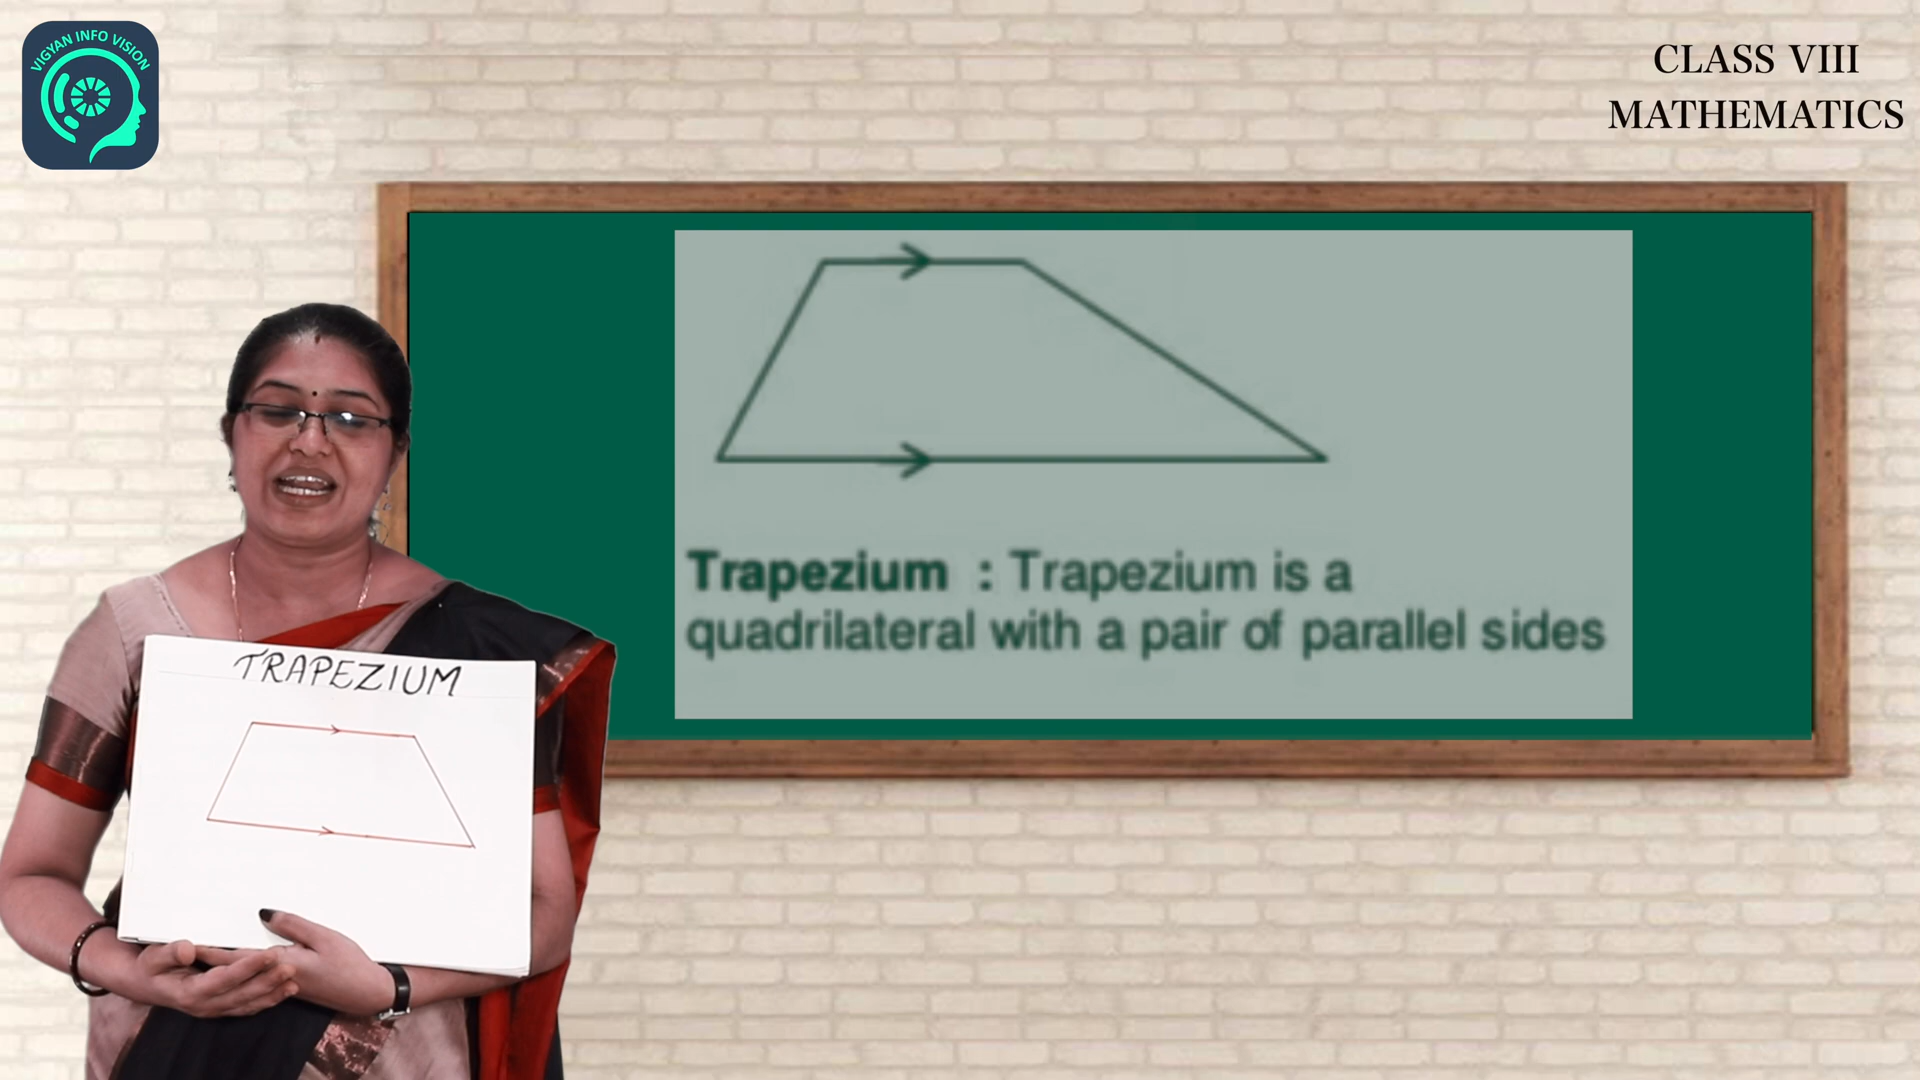 VIGYAN INFO VISION
CLASS VIII
MATHEMATICS
Trapezium : Trapezium is a
quadrilateral with a pair of parallel sides
TRAPEZIUM